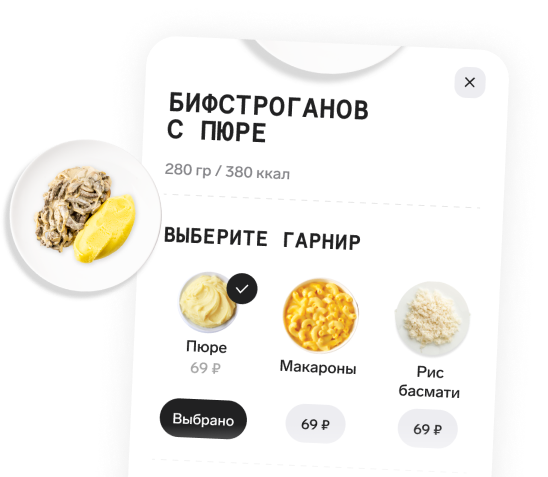 БИФСТРОГАНОВ
С ПЮРЕ
280 гр / 380 ккал
ВЫБЕРИТЕ ГАРНИР
Пюре
69 ₽
Макароны
Рис
басмати
Выбрано
69 ₽
69 ₽